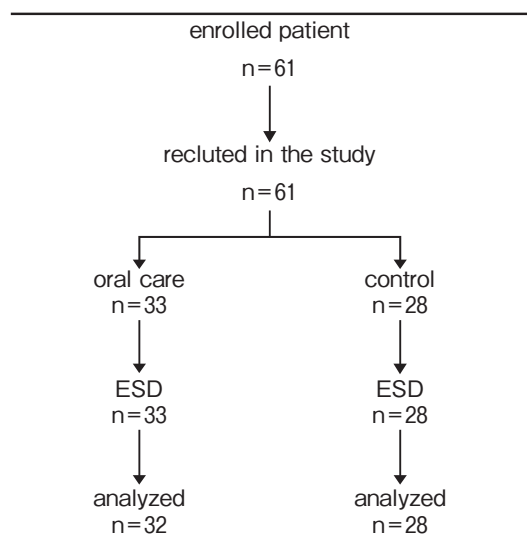 enrolled patient
n=61
recluted in the study
n=61
oral care
n=33
control
n=28
ESD
n=33
ESD
n=28
analyzed
n=32
analyzed
n=28